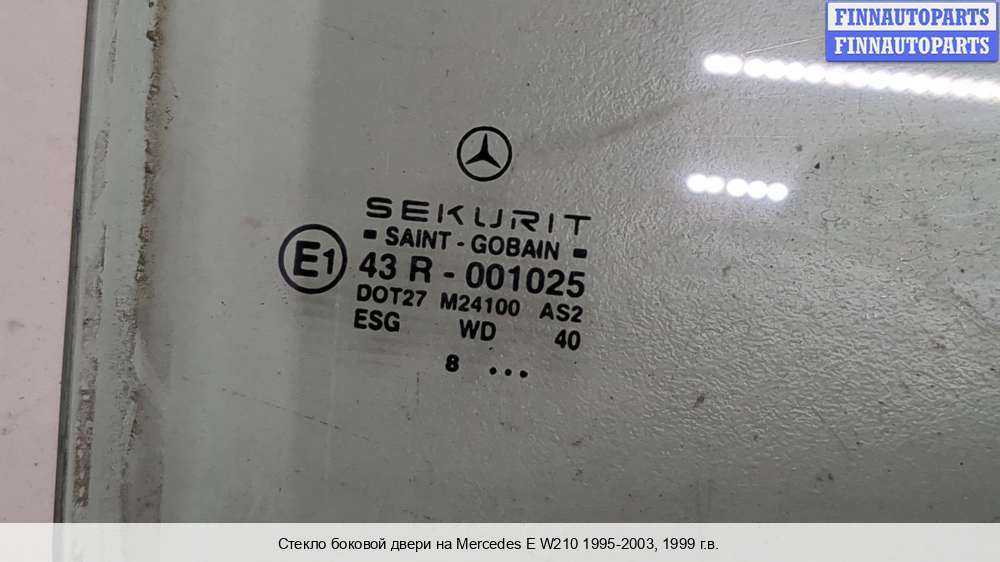 FINNAUTOPARTS
FINNAUTOPARTS
SEKURIT
SAINT - GOBAIN
E1
43 R - 001025
DOT27 M24100 AS2
ESG WD 40
8 ...
Стекло боковой двери на Mercedes E W210 1995-2003, 1999 г.в.